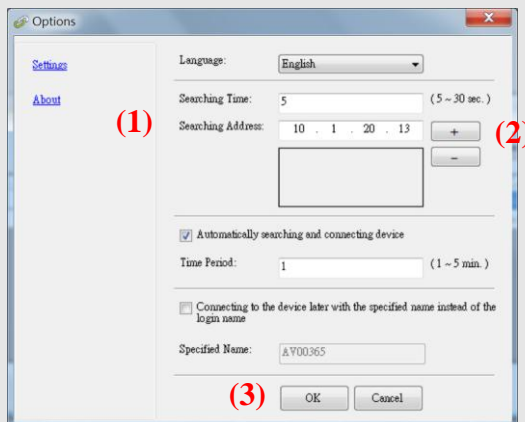 Options
Settings
About
Language:
English
(1)
Searching Time:
5
(5 ~ 30 sec.)
Searching Address:
10 . 1 . 20 . 13
+
(2)
-
Automatically searching and connecting device
Time Period:
1
(1 ~ 5 min.)
Connecting to the device later with the specified name instead of the
login name
Specified Name:
AV00365
(3)
OK
Cancel